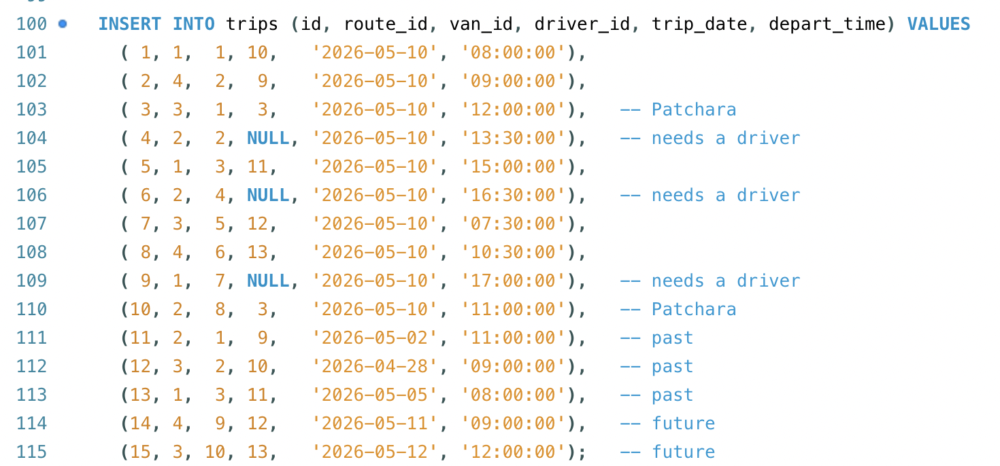 100 INSERT INTO trips (id, route_id, van_id, driver_id, trip_date, depart_time) VALUES
101 ( 1, 1, 1, 10, '2026-05-10', '08:00:00'),
102 ( 2, 4, 2, 9, '2026-05-10', '09:00:00'),
103 ( 3, 3, 1, 3, '2026-05-10', '12:00:00'), -- Patchara
104 ( 4, 2, 2, NULL, '2026-05-10', '13:30:00'), -- needs a driver
105 ( 5, 1, 3, 11, '2026-05-10', '15:00:00'),
106 ( 6, 2, 4, NULL, '2026-05-10', '16:30:00'), -- needs a driver
107 ( 7, 3, 5, 12, '2026-05-10', '07:30:00'),
108 ( 8, 4, 6, 13, '2026-05-10', '10:30:00'),
109 ( 9, 1, 7, NULL, '2026-05-10', '17:00:00'), -- needs a driver
110 (10, 2, 8, 3, '2026-05-10', '11:00:00'), -- Patchara
111 (11, 2, 1, 9, '2026-05-02', '11:00:00'), -- past
112 (12, 3, 2, 10, '2026-04-28', '09:00:00'), -- past
113 (13, 1, 3, 11, '2026-05-05', '08:00:00'), -- past
114 (14, 4, 9, 12, '2026-05-11', '09:00:00'), -- future
115 (15, 3, 10, 13, '2026-05-12', '12:00:00'); -- future